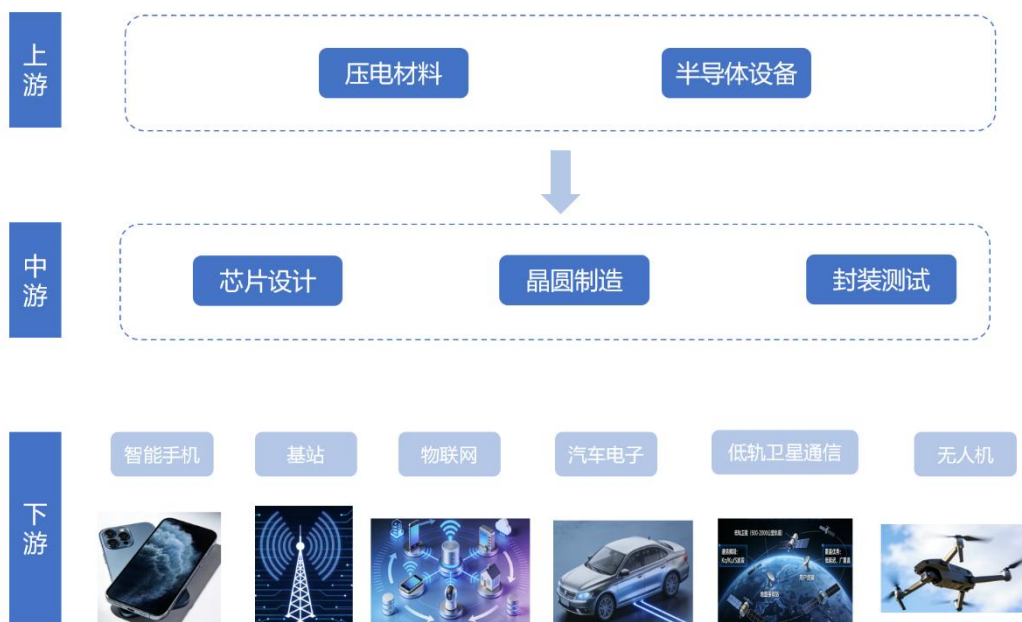 上游
压电材料
半导体设备
中游
芯片设计
晶圆制造
封装测试
下游
智能手机
基站
物联网
汽车电子
低轨卫星通信
无人机